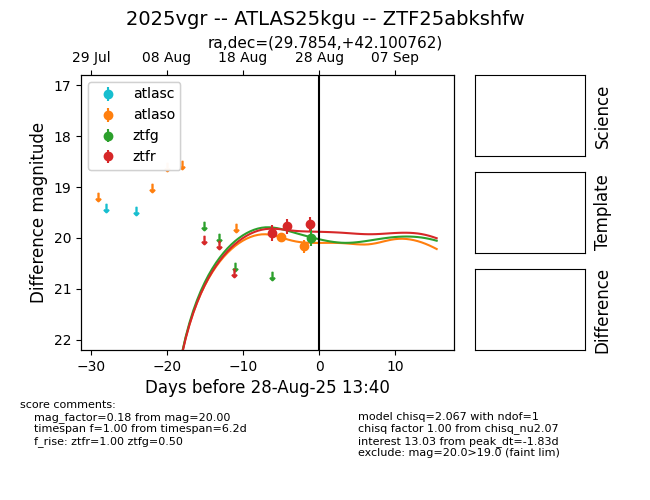 2025vgr -- ATLAS25kgu -- ZTF25abkshfw
ra,dec=(29.7854,+42.100762)
29 Jul 08 Aug 18 Aug 28 Aug 07 Sep
atlasc
atlaso
ztfg
ztfr
17
18
19
20
21
22
Difference magnitude
−30 −20 −10 0 10
Days before 28-Aug-25 13:40
Science
Template
Difference
score comments:
mag_factor=0.18 from mag=20.00
timespan f=1.00 from timespan=6.2d
f_rise: ztfr=1.00 ztfg=0.50
model chisq=2.067 with ndof=1
chisq factor 1.00 from chisq_nu2.07
interest 13.03 from peak_dt=-1.83d
exclude: mag=20.0>19.0 (faint lim)